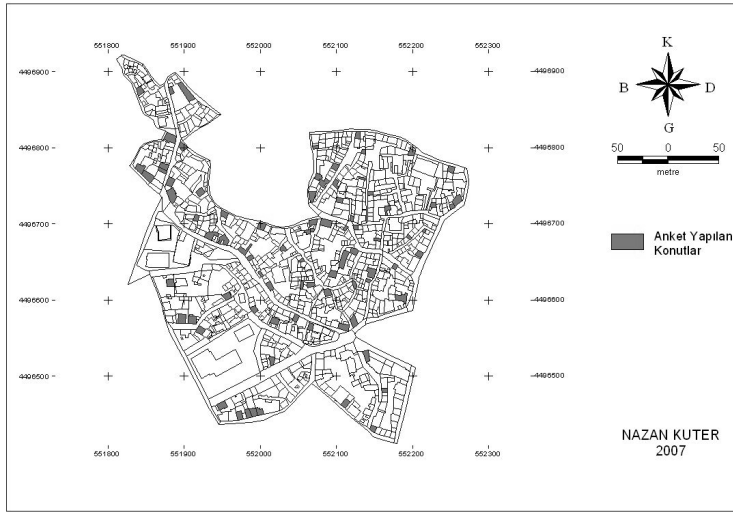 551800 551900 552000 552100 552200 552300
4496900 4496900
4496800 4496800
4496700 4496700
4496600 4496600
4496500 4496500
551800 551900 552000 552100 552200 552300
K
B D
G
50 0 50
metre
Anket Yapılan
Konutlar
NAZAN KUTER
2007